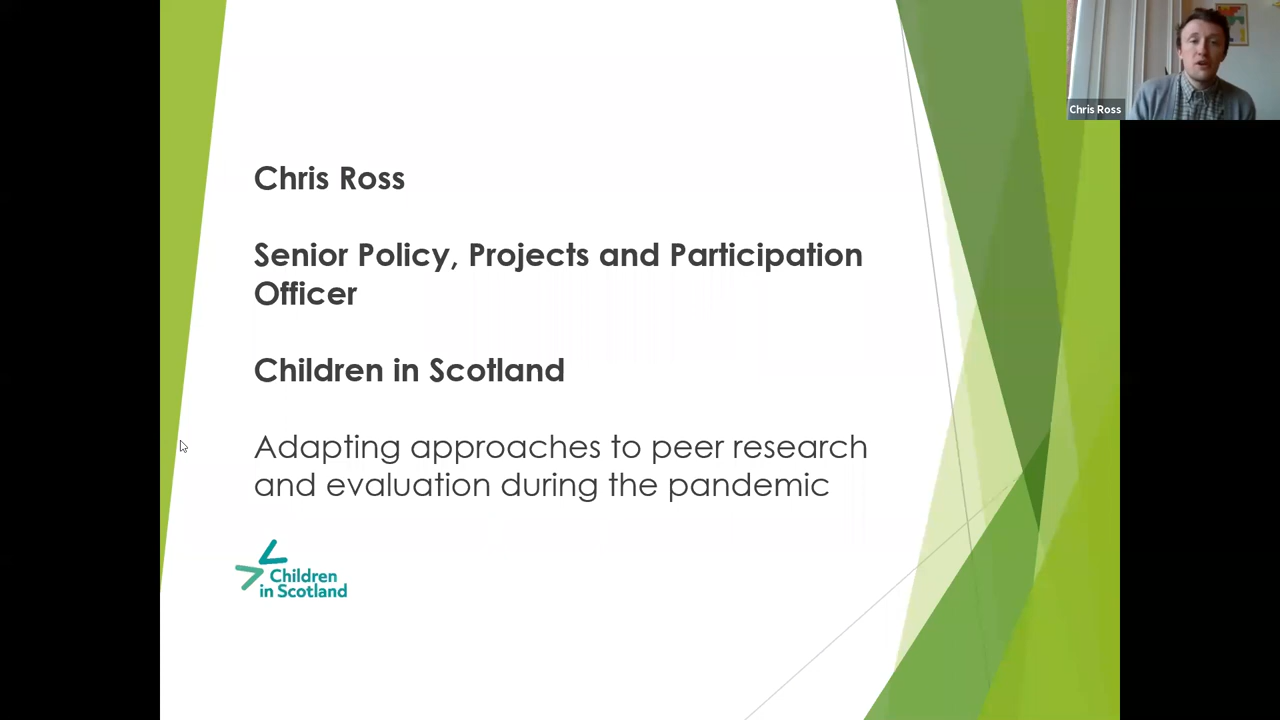 Chris Ross
Chris Ross
Senior Policy, Projects and Participation
Officer
Children in Scotland
Adapting approaches to peer research
and evaluation during the pandemic
Children
in Scotland